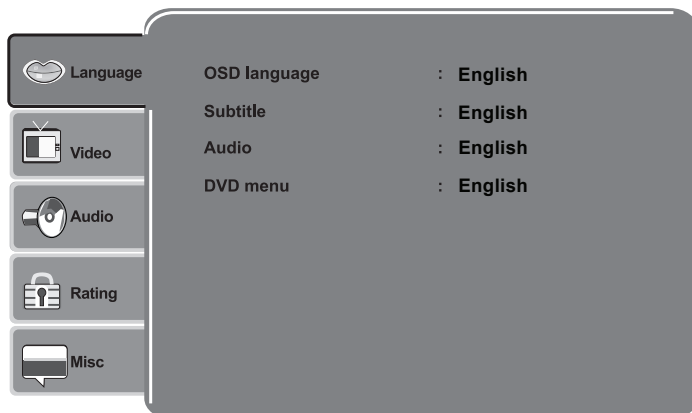 Language
Video
Audio
Rating
Misc
OSD language : English
Subtitle : English
Audio : English
DVD menu : English